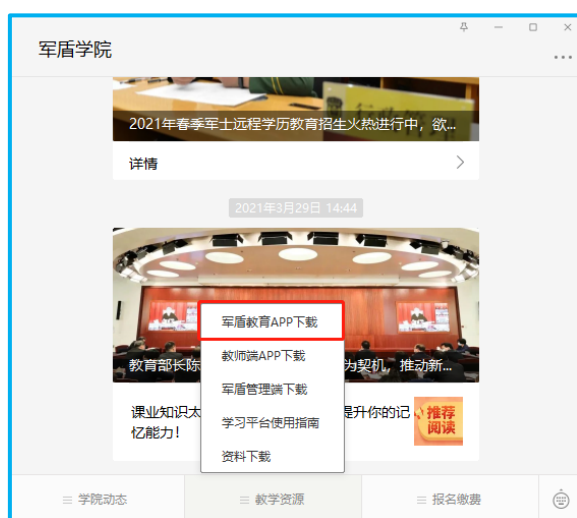 军盾学院
2021年春季军士远程学历教育招生火热进行中，欲...
详情
2021年3月29日 14:44
军盾教育APP下载
教师端APP下载
教育部长陈
为契机，推动新...
军盾管理端下载
课业知识太
提升你的记
忆能力！
推荐
阅读
学习平台使用指南
资料下载
学院动态
教学资源
报名缴费